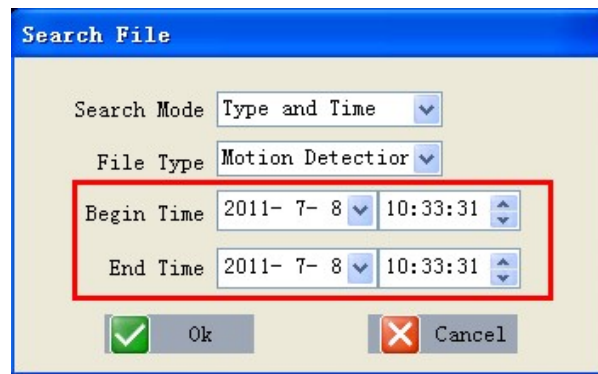 Search File
Search Mode Type and Time
File Type Motion Detectior
Begin Time 2011- 7- 8 10:33:31
End Time 2011- 7- 8 10:33:31
Ok Cancel